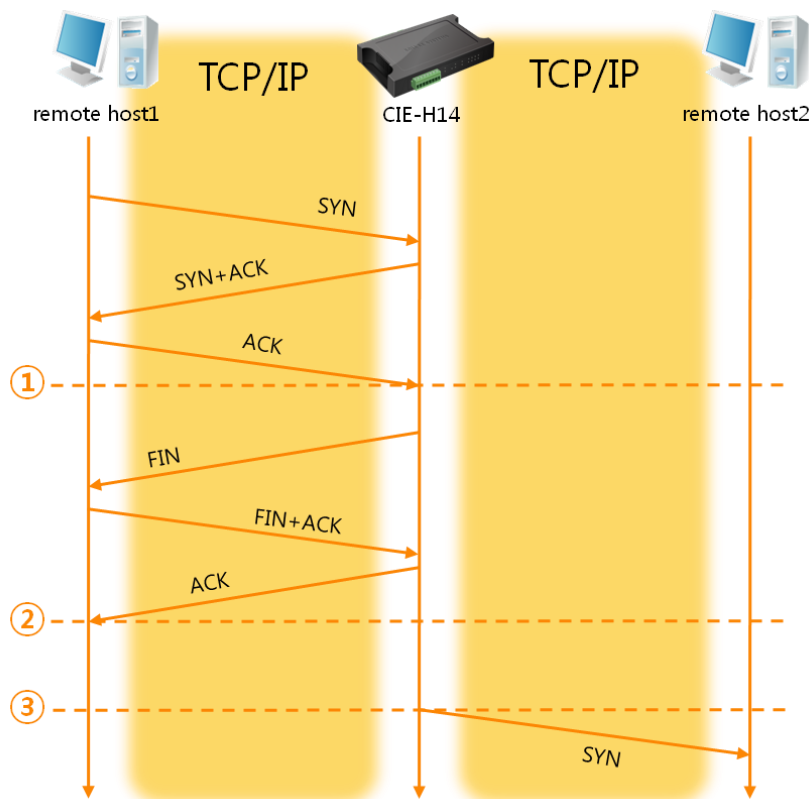 TCP/IP
TCP/IP
remote host1
CIE-H14
remote host2
SYN
SYN+ACK
ACK
①
FIN
FIN+ACK
ACK
②
③
SYN